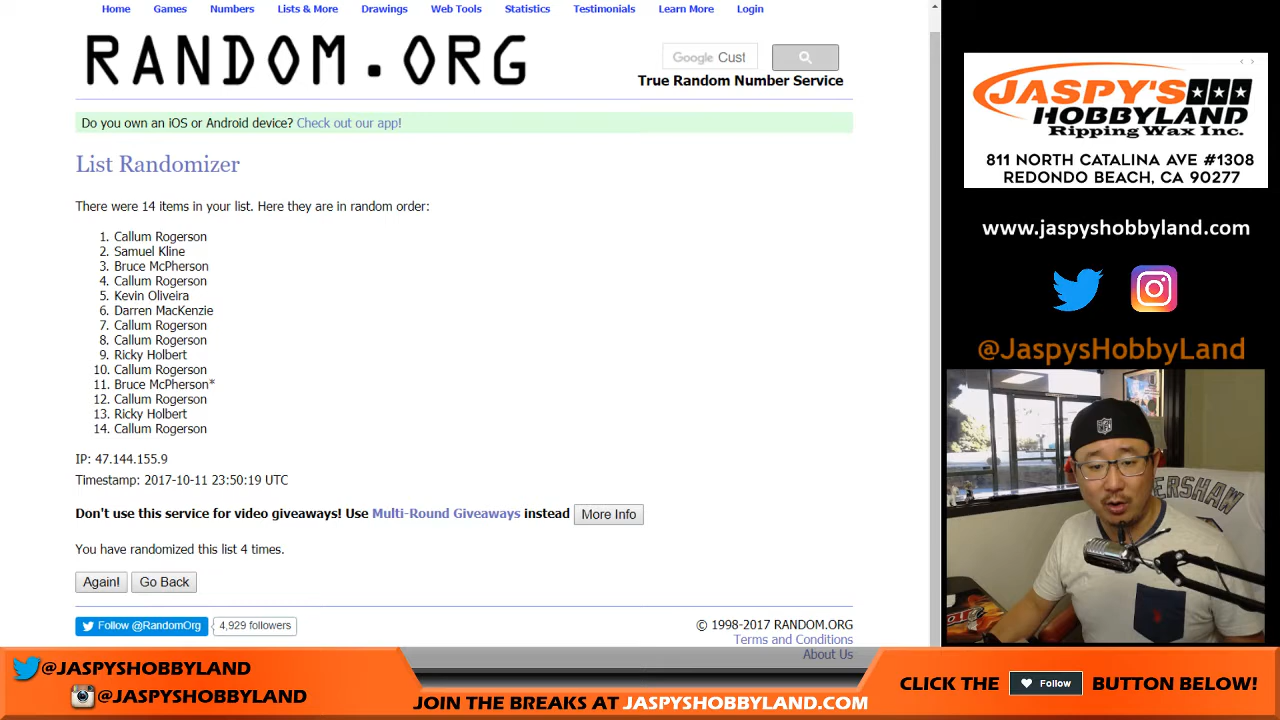 Home Games Numbers Lists & More Drawings Web Tools Statistics Testimonials Learn More Login
RANDOM.ORG
Google Cust
True Random Number Service
Do you own an iOS or Android device? Check out our app!
List Randomizer
There were 14 items in your list. Here they are in random order:
1. Callum Rogerson
2. Samuel Kline
3. Bruce McPherson
4. Callum Rogerson
5. Kevin Oliveira
6. Darren MacKenzie
7. Callum Rogerson
8. Callum Rogerson
9. Ricky Holbert
10. Callum Rogerson
11. Bruce McPherson*
12. Callum Rogerson
13. Ricky Holbert
14. Callum Rogerson
IP: 47.144.155.9
Timestamp: 2017-10-11 23:50:19 UTC
Don't use this service for video giveaways! Use Multi-Round Giveaways instead More Info
You have randomized this list 4 times.
Again! Go Back
Follow @RandomOrg 4,929 followers
© 1998-2017 RANDOM.ORG
Terms and Conditions
About Us
JASPY'S
HOBBYLAND
Ripping Wax Inc.
811 NORTH CATALINA AVE #1308
REDONDO BEACH, CA 90277
www.jaspyshobbyland.com
@JaspysHobbyLand
NFL
ERSHAW
@JASPYSHOBBYLAND
@JASPYSHOBBYLAND
JOIN THE BREAKS AT JASPYSHOBBYLAND.COM
CLICK THE Follow BUTTON BELOW!